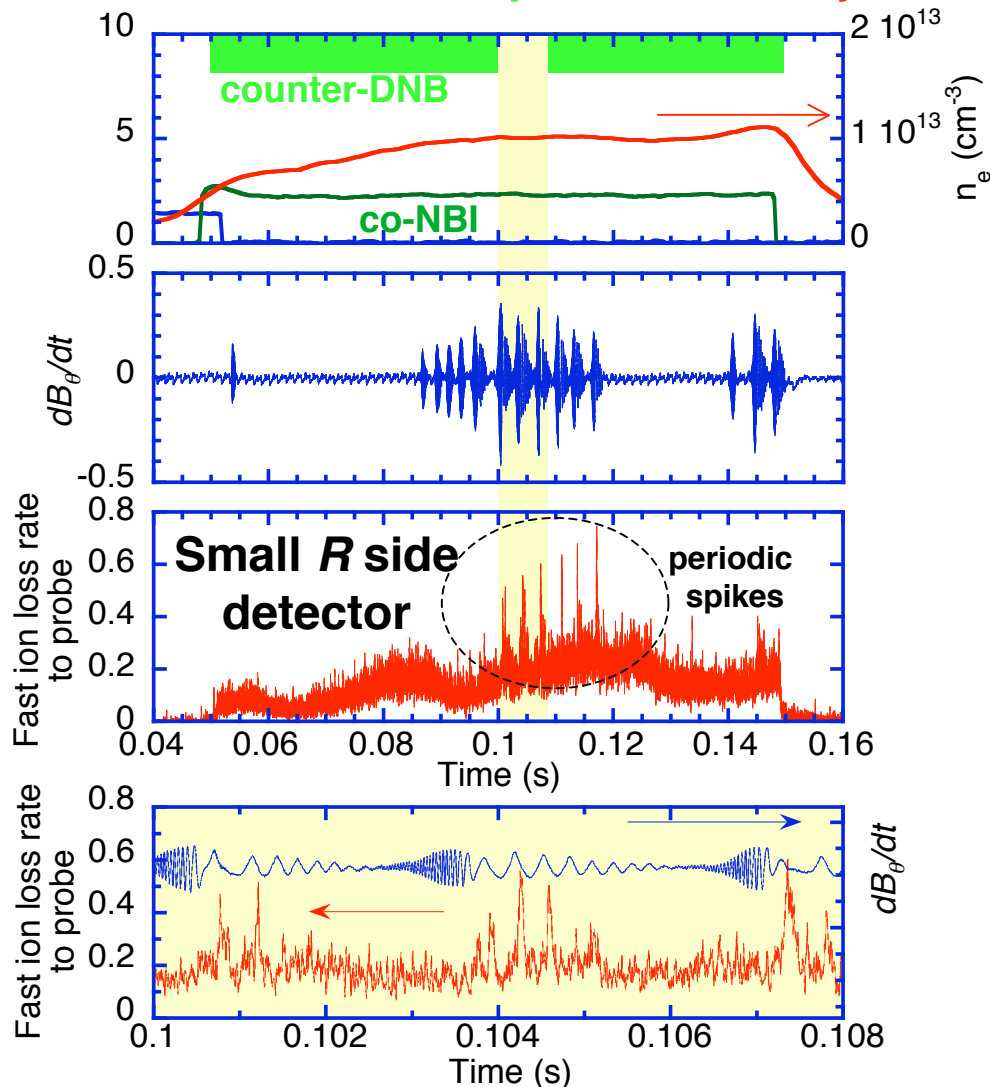 10
2 10^13
counter-DNB
5
1 10^13
n_e (cm^-3)
co-NBI
0
0
0.5
dB_θ/dt
0
-0.5
0.8
Fast ion loss rate
to probe
Small R side
detector
periodic
spikes
0.6
0.4
0.2
0
0.04
0.06
0.08
0.1
0.12
0.14
0.16
Time (s)
0.8
Fast ion loss rate
to probe
dB_θ/dt
0.6
0.4
0.2
0
0.1
0.102
0.104
0.106
0.108
Time (s)